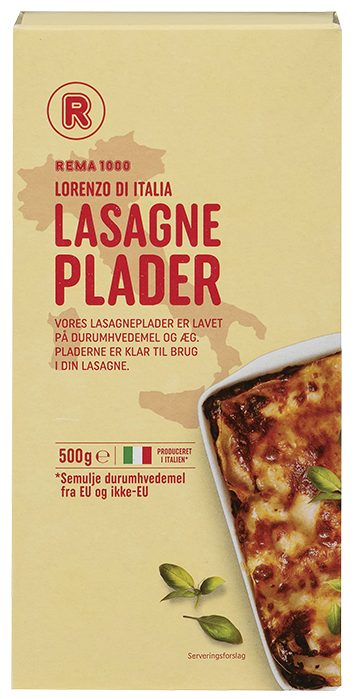 R
REMA 1000
LORENZO DI ITALIA
LASAGNE
PLADER
VORES LASAGNEPLADER ER LAVET
PÅ DURUMHVEDEMEL OG ÆG.
PLADERNE ER KLAR TIL BRUG
I DIN LASAGNE.
500g ℮
PRODUCERET
I ITALIEN*
*Semulje durumhvedemel
fra EU og ikke-EU
Serveringsforslag